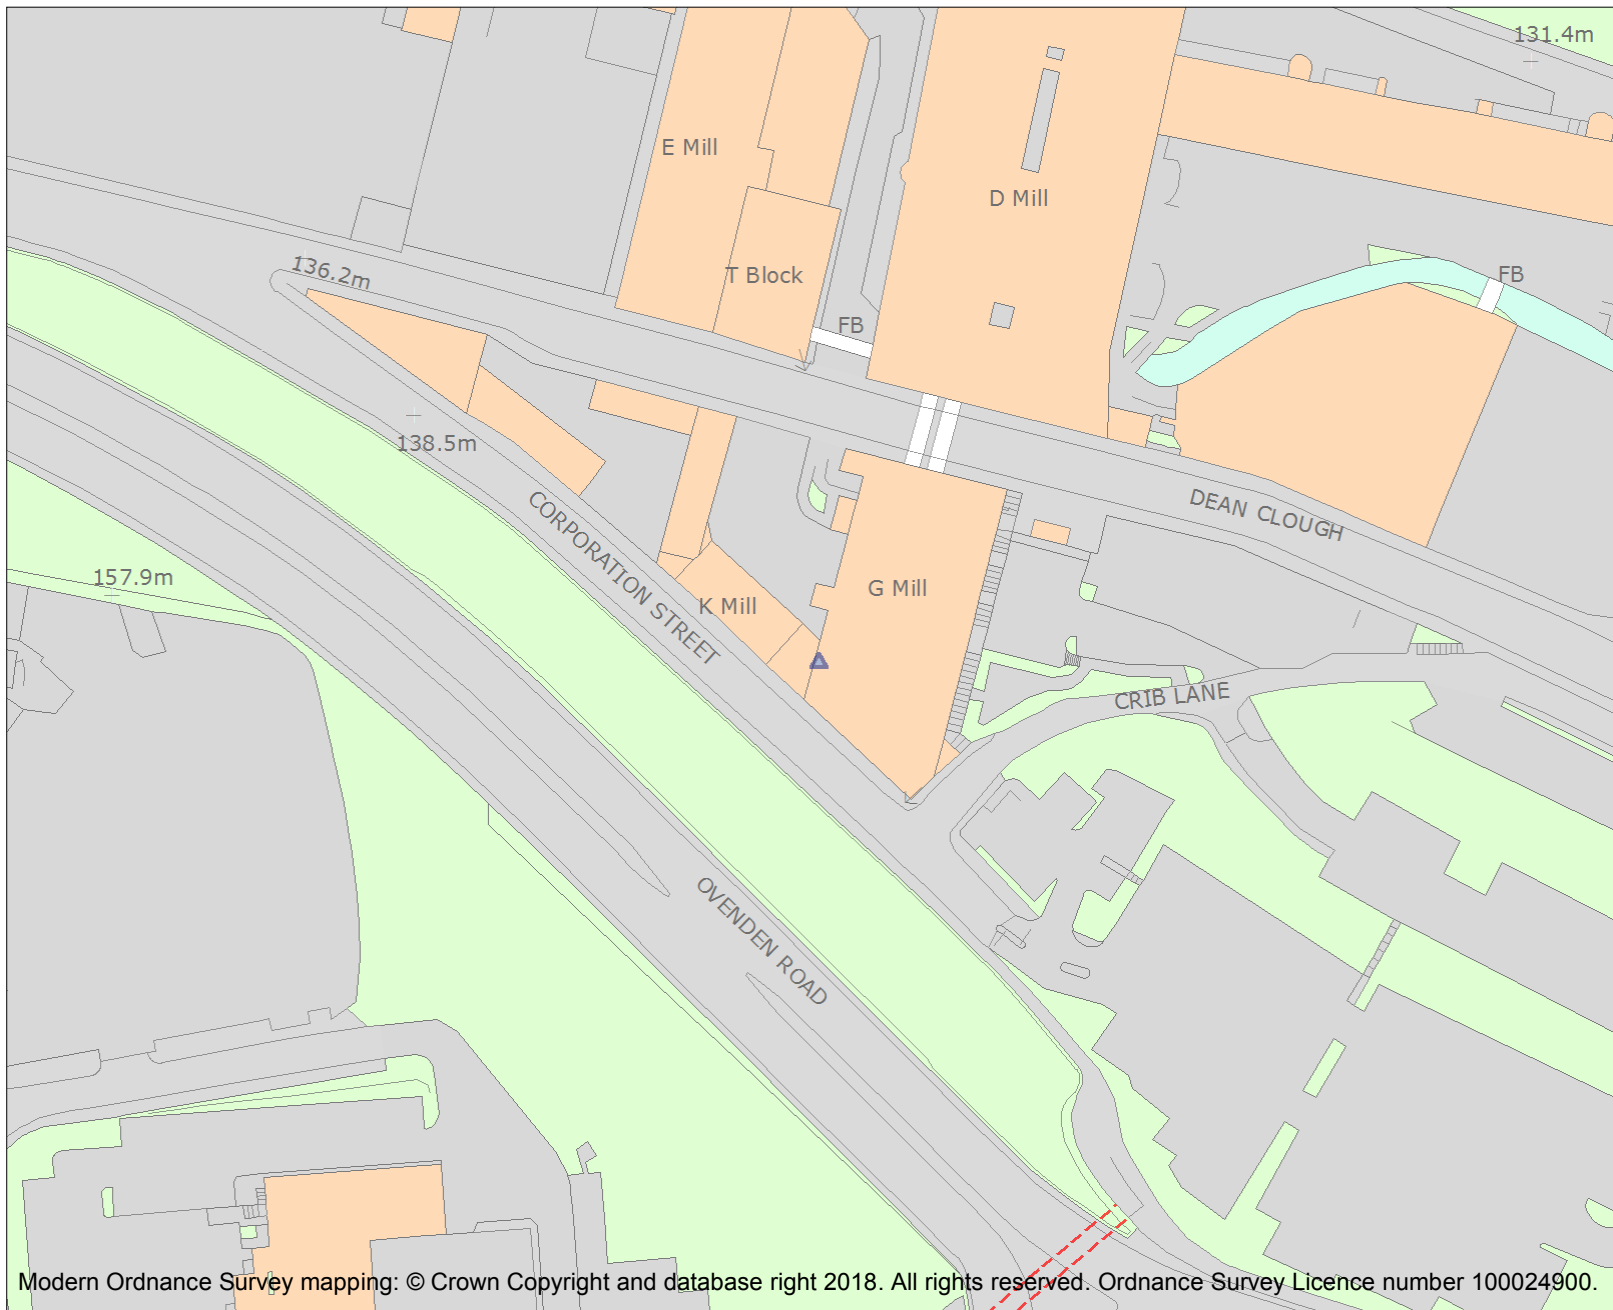 131.4m
E Mill
D Mill
136.2m
T Block
FB
FB
138.5m
DEAN CLOUGH
CORPORATION STREET
157.9m
K Mill
G Mill
CRIB LANE
OVENDEN ROAD
Modern Ordnance Survey mapping: © Crown Copyright and database right 2018. All rights reserved. Ordnance Survey Licence number 100024900.